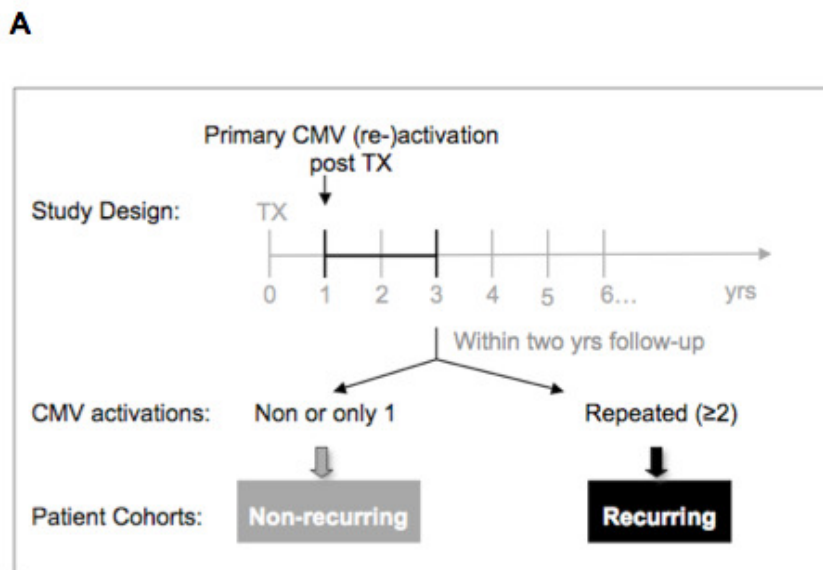 A
Primary CMV (re-)activation
post TX
Study Design:
TX
0 1 2 3 4 5 6... yrs
Within two yrs follow-up
CMV activations: Non or only 1 Repeated (≥2)
Patient Cohorts: Non-recurring Recurring